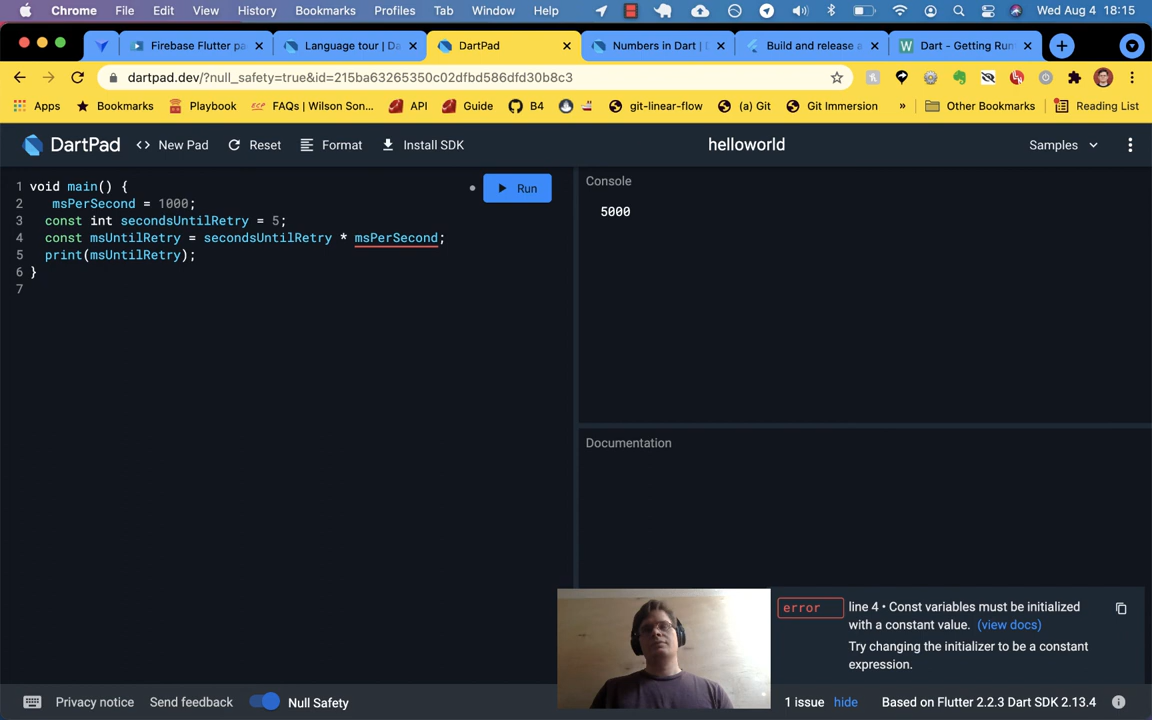 Chrome File Edit View History Bookmarks Profiles Tab Window Help Wed Aug 4 18:15
Firebase Flutter pa
Language tour | Da
DartPad
Numbers in Dart | D
Build and release a
Dart - Getting Run
dartpad.dev/?null_safety=true&id=215ba63265350c02dfbd586dfd30b8c3
Apps Bookmarks Playbook FAQs | Wilson Son... API Guide B4 git-linear-flow (a) Git Git Immersion » Other Bookmarks Reading List
DartPad <> New Pad Reset Format Install SDK helloworld Samples
Run
1 void main() {
2 msPerSecond = 1000;
3 const int secondsUntilRetry = 5;
4 const msUntilRetry = secondsUntilRetry * msPerSecond;
5 print(msUntilRetry);
6 }
7
Console
5000
Documentation
error line 4 • Const variables must be initialized
with a constant value. (view docs)
Try changing the initializer to be a constant
expression.
Privacy notice Send feedback Null Safety 1 issue hide Based on Flutter 2.2.3 Dart SDK 2.13.4